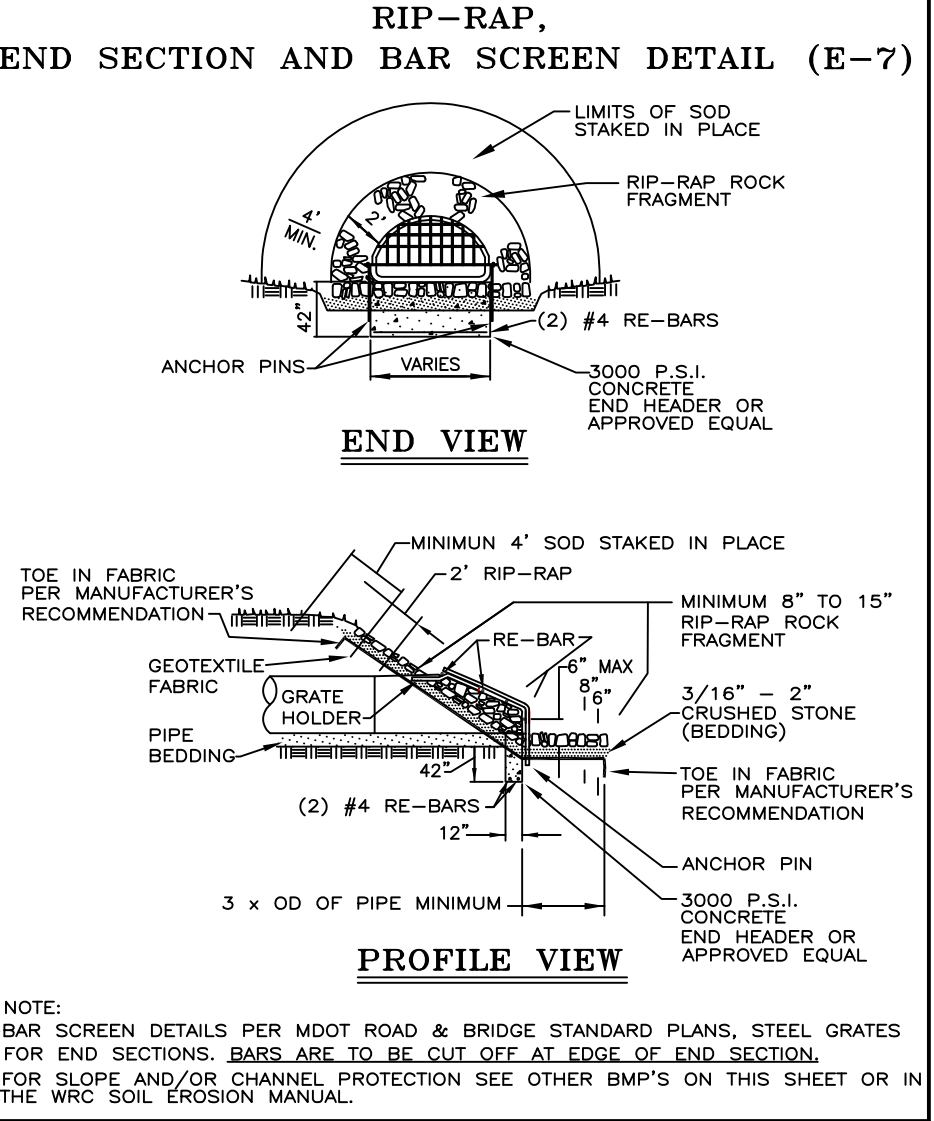 RIP-RAP,
END SECTION AND BAR SCREEN DETAIL (E-7)
LIMITS OF SOD
STAKED IN PLACE
RIP-RAP ROCK
FRAGMENT
4'
MIN.
2'
42"
(2) #4 RE-BARS
ANCHOR PINS
VARIES
3000 P.S.I.
CONCRETE
END HEADER OR
APPROVED EQUAL
END VIEW
MINIMUN 4' SOD STAKED IN PLACE
TOE IN FABRIC
PER MANUFACTURER'S
RECOMMENDATION
2' RIP-RAP
MINIMUM 8" TO 15"
RIP-RAP ROCK
FRAGMENT
RE-BAR
GEOTEXTILE
FABRIC
6" MAX
8"
6"
GRATE
HOLDER
3/16" - 2"
CRUSHED STONE
(BEDDING)
PIPE
BEDDING
42"
TOE IN FABRIC
PER MANUFACTURER'S
RECOMMENDATION
(2) #4 RE-BARS
12"
ANCHOR PIN
3 x OD OF PIPE MINIMUM
3000 P.S.I.
CONCRETE
END HEADER OR
APPROVED EQUAL
PROFILE VIEW
NOTE:
BAR SCREEN DETAILS PER MDOT ROAD & BRIDGE STANDARD PLANS, STEEL GRATES
FOR END SECTIONS. BARS ARE TO BE CUT OFF AT EDGE OF END SECTION.
FOR SLOPE AND/OR CHANNEL PROTECTION SEE OTHER BMP'S ON THIS SHEET OR IN
THE WRC SOIL EROSION MANUAL.